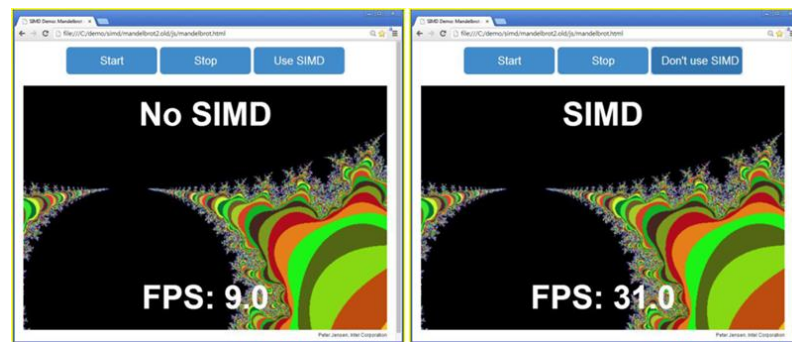 SIMD Demo: Mandelbrot
file:///C:/demo/simd/mandelbrot2.old/js/mandelbrot.html
Start
Stop
Use SIMD
No SIMD
FPS: 9.0
Peter Jensen, Intel Corporation
SIMD Demo: Mandelbrot
file:///C:/demo/simd/mandelbrot2.old/js/mandelbrot.html
Start
Stop
Don't use SIMD
SIMD
FPS: 31.0
Peter Jensen, Intel Corporation